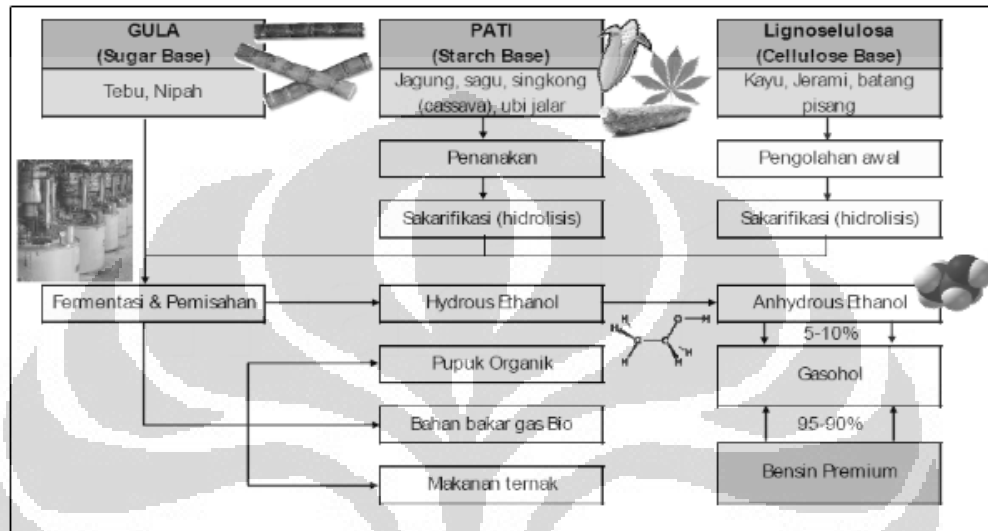 GULA
(Sugar Base)
Tebu, Nipah
PATI
(Starch Base)
Jagung, sagu, singkong
(cassava), ubi jalar
Lignoselulosa
(Cellulose Base)
Kayu, Jerami, batang
pisang
Penanakan
Pengolahan awal
Sakarifikasi (hidrolisis)
Sakarifikasi (hidrolisis)
Fermentasi & Pemisahan
Hydrous Ethanol
Anhydrous Ethanol
5-10%
H
H
O
H
C
C
H
H
H
Pupuk Organik
Gasohol
Bahan bakar gas Bio
95-90%
Makanan ternak
Bensin Premium